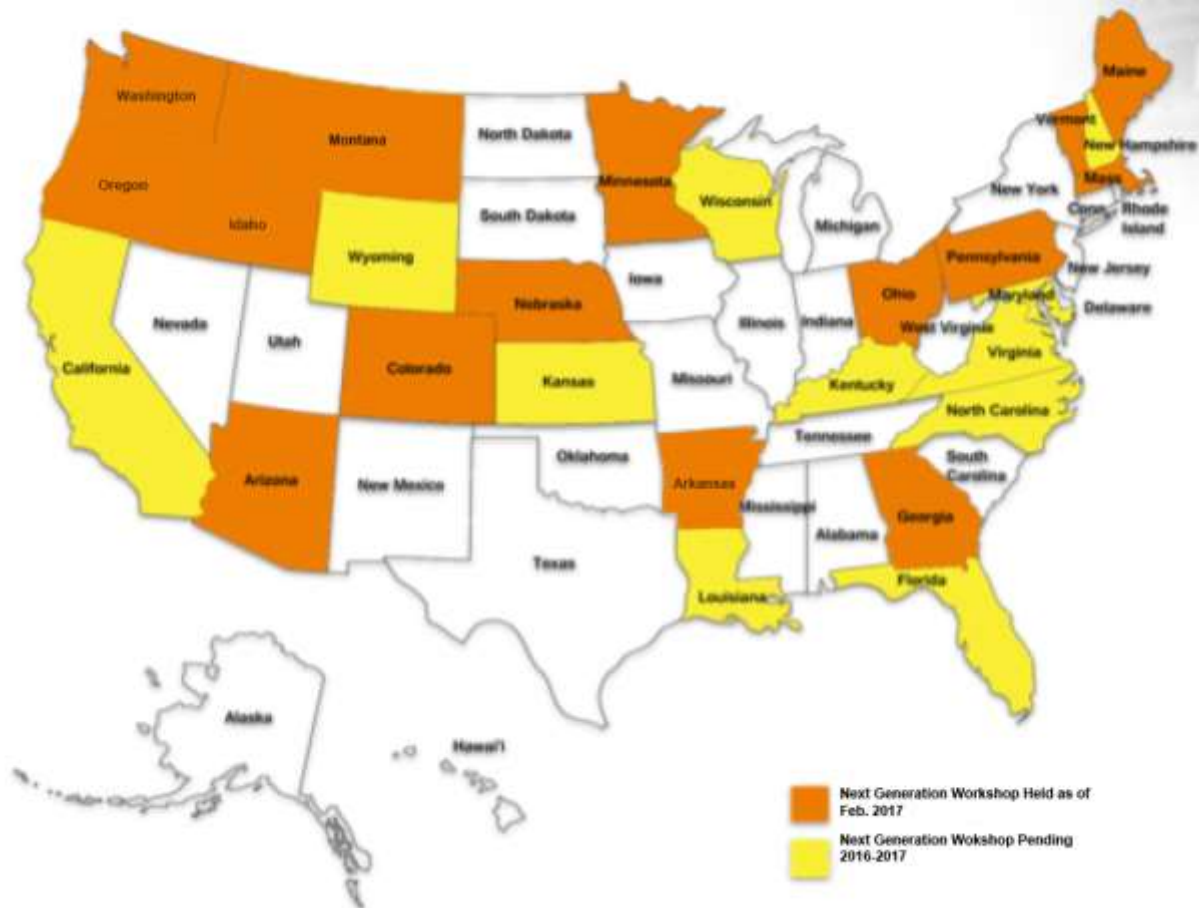 Maine
Washington
Vermont
Montana
North Dakota
New Hampshire
Minnesota
Mass
Oregon
New York
Wisconsin
Conn.
Rhode
Island
South Dakota
Michigan
Idaho
Wyoming
Pennsylvania
New Jersey
Iowa
Ohio
Maryland
Nebraska
Delaware
Nevada
Illinois
Indiana
West Virginia
Utah
Virginia
California
Colorado
Kansas
Missouri
Kentucky
North Carolina
Tennessee
Oklahoma
South
Carolina
Arizona
New Mexico
Arkansas
Mississippi
Georgia
Alabama
Texas
Florida
Louisiana
Alaska
Hawai'i
Next Generation Workshop Held as of
Feb. 2017
Next Generation Wokshop Pending
2016-2017